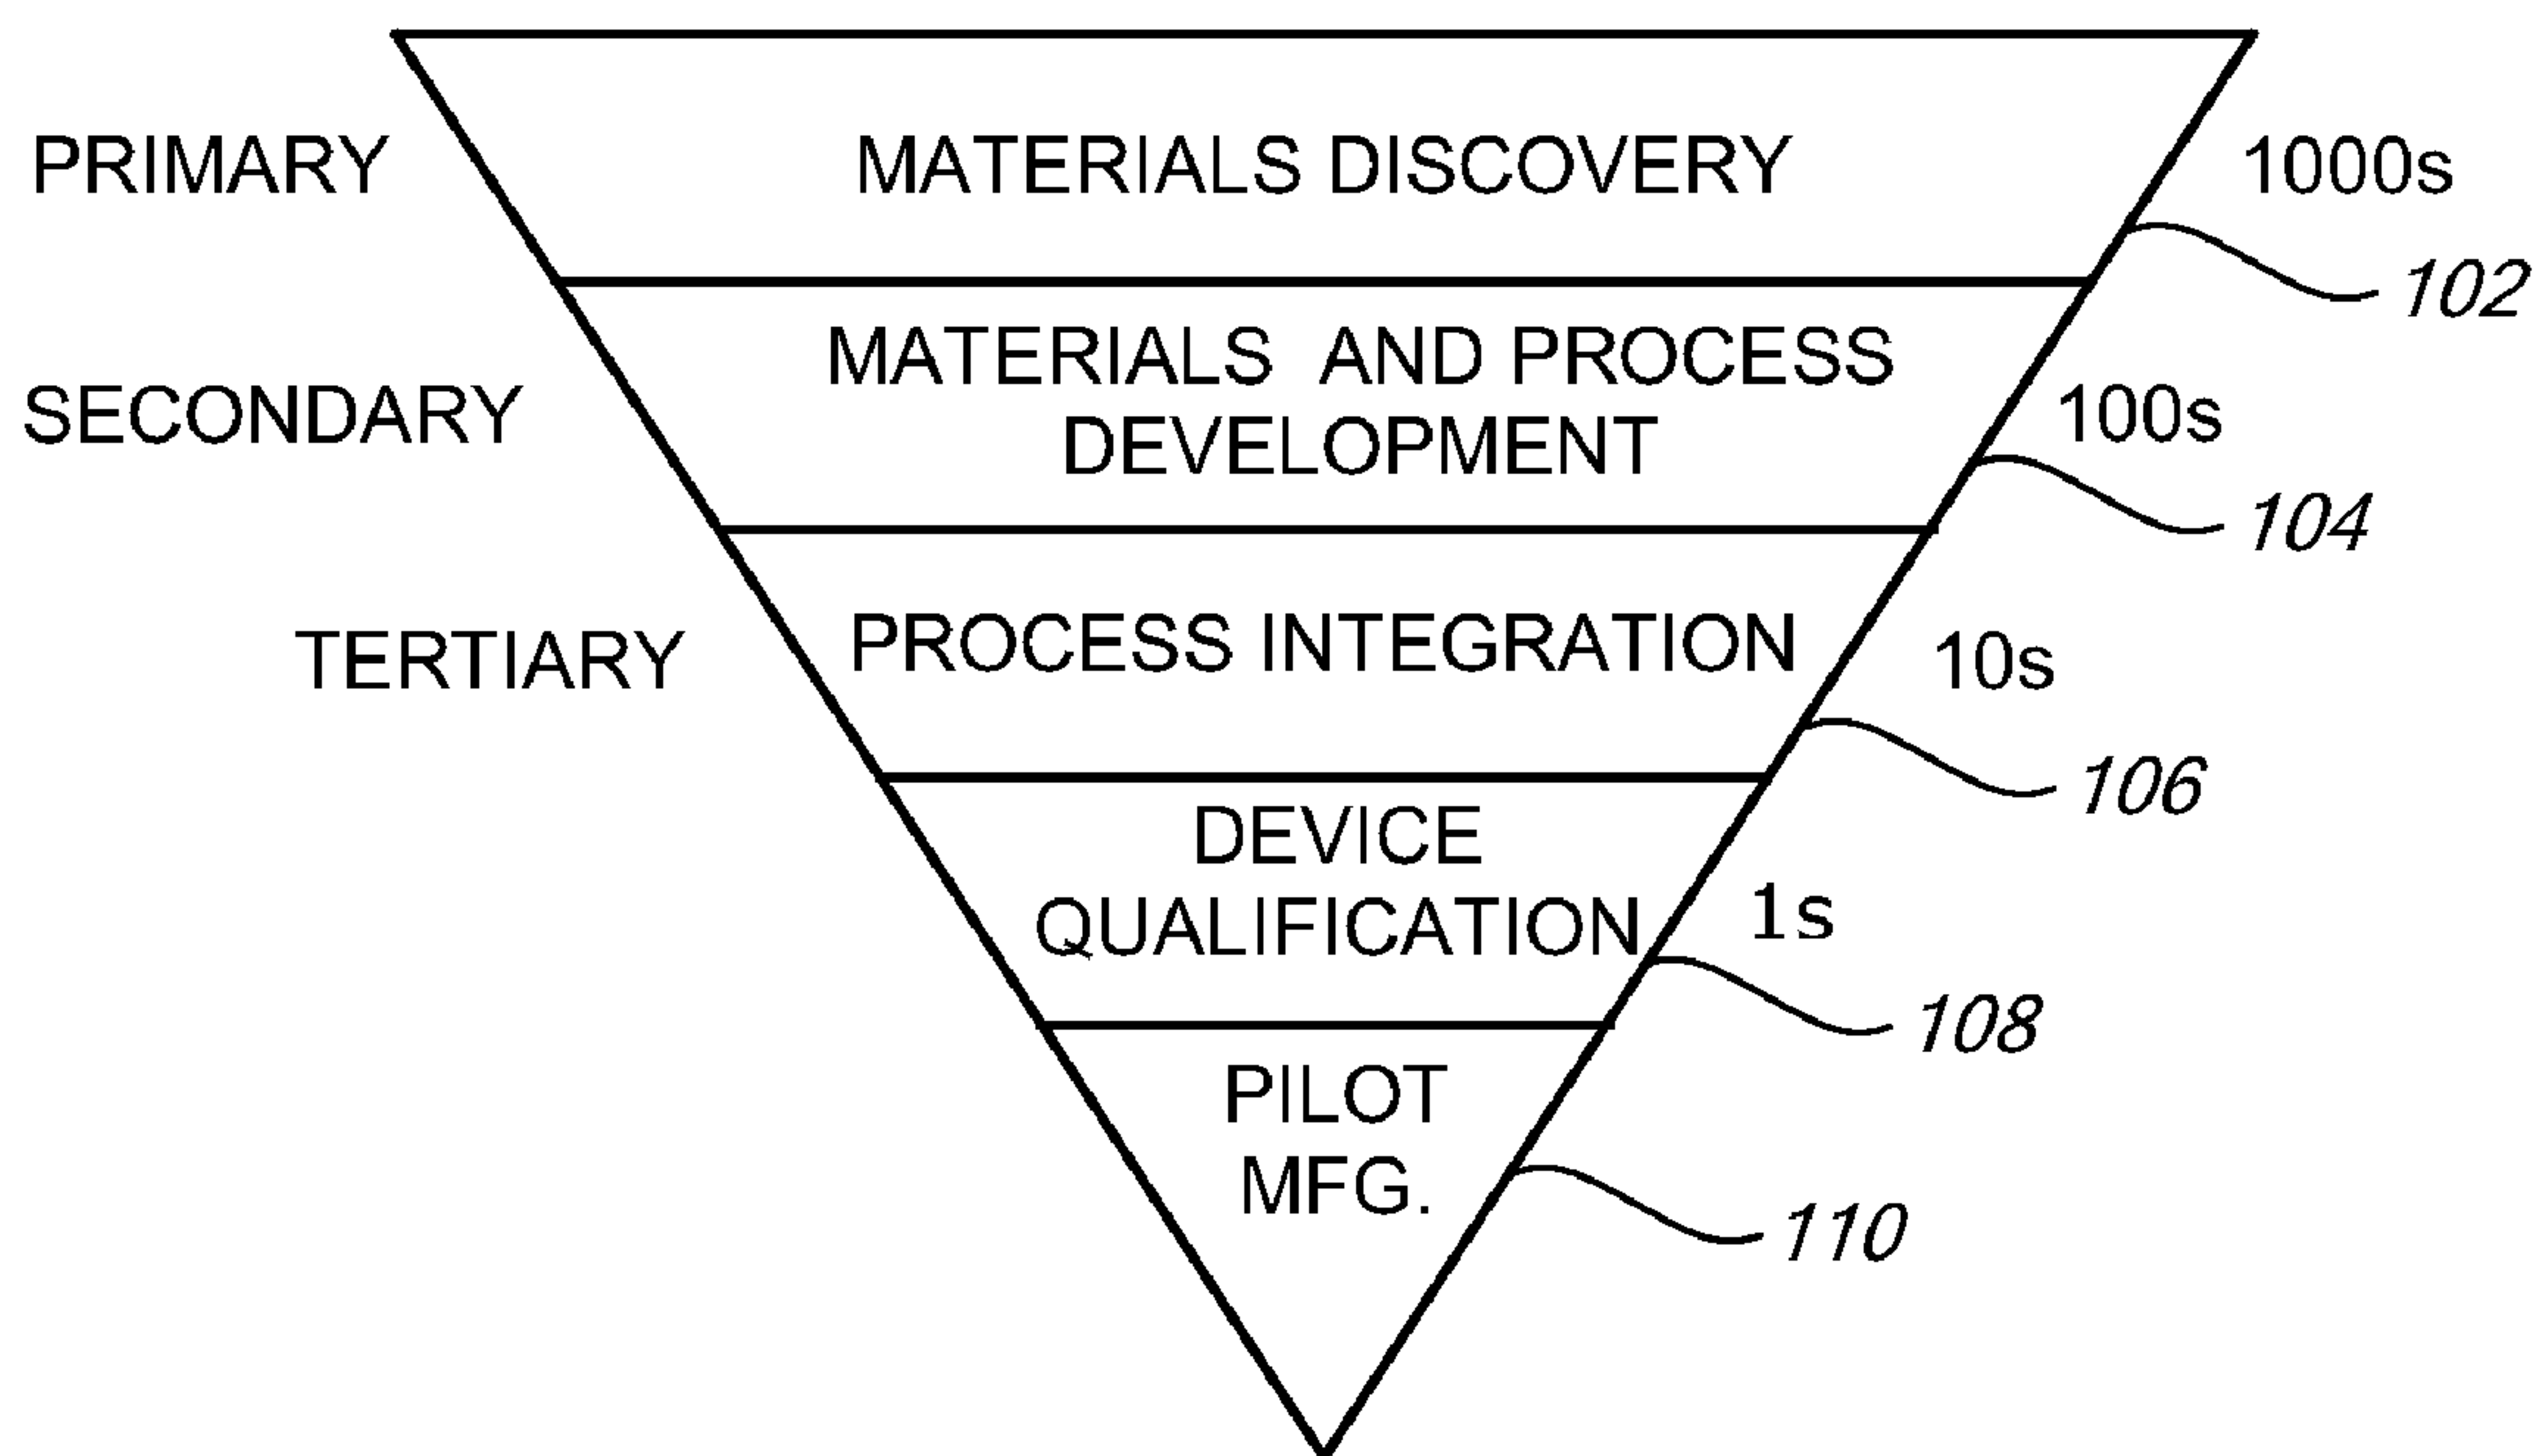 PRIMARY
MATERIALS DISCOVERY
1000s
102
SECONDARY
MATERIALS AND PROCESS
DEVELOPMENT
100s
104
TERTIARY
PROCESS INTEGRATION
10s
106
DEVICE
QUALIFICATION
1s
108
PILOT
MFG.
110